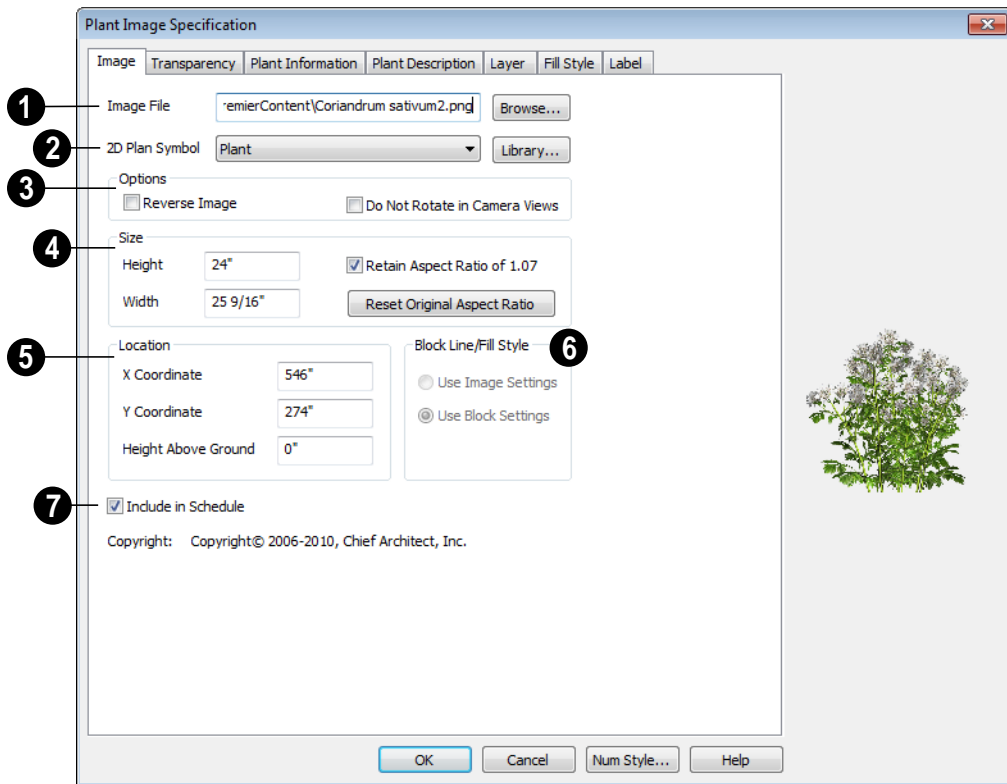 Plant Image Specification
Image Transparency Plant Information Plant Description Layer Fill Style Label
1 Image File remierContent\Coriandrum sativum2.png Browse...
2 2D Plan Symbol Plant Library...
3 Options
Reverse Image Do Not Rotate in Camera Views
4 Size
Height 24" Retain Aspect Ratio of 1.07
Width 25 9/16" Reset Original Aspect Ratio
5 Location
X Coordinate 546"
Y Coordinate 274"
Height Above Ground 0"
Block Line/Fill Style 6
Use Image Settings
Use Block Settings
7 Include in Schedule
Copyright: Copyright© 2006-2010, Chief Architect, Inc.
OK Cancel Num Style... Help